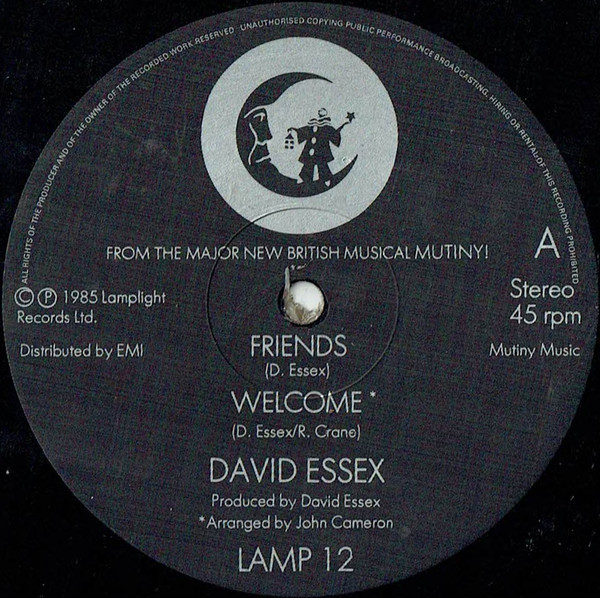 ALL RIGHTS OF THE PRODUCER AND OF THE OWNER OF THE RECORDED WORK RESERVED · UNAUTHORISED COPYING PUBLIC PERFORMANCE BROADCASTING, HIRING OR RENTAL OF THIS RECORDING PROHIBITED
FROM THE MAJOR NEW BRITISH MUSICAL MUTINY!
A
© ℗ 1985 Lamplight
Records Ltd.
Stereo
45 rpm
Distributed by EMI
Mutiny Music
FRIENDS
(D. Essex)
WELCOME *
(D. Essex/R. Crane)
DAVID ESSEX
Produced by David Essex
*Arranged by John Cameron
LAMP 12